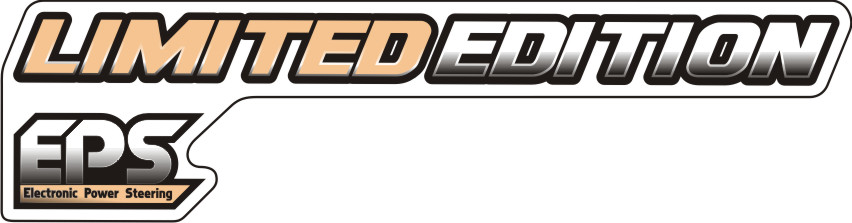 LIMITED EDITION
EPS
Electronic Power Steering